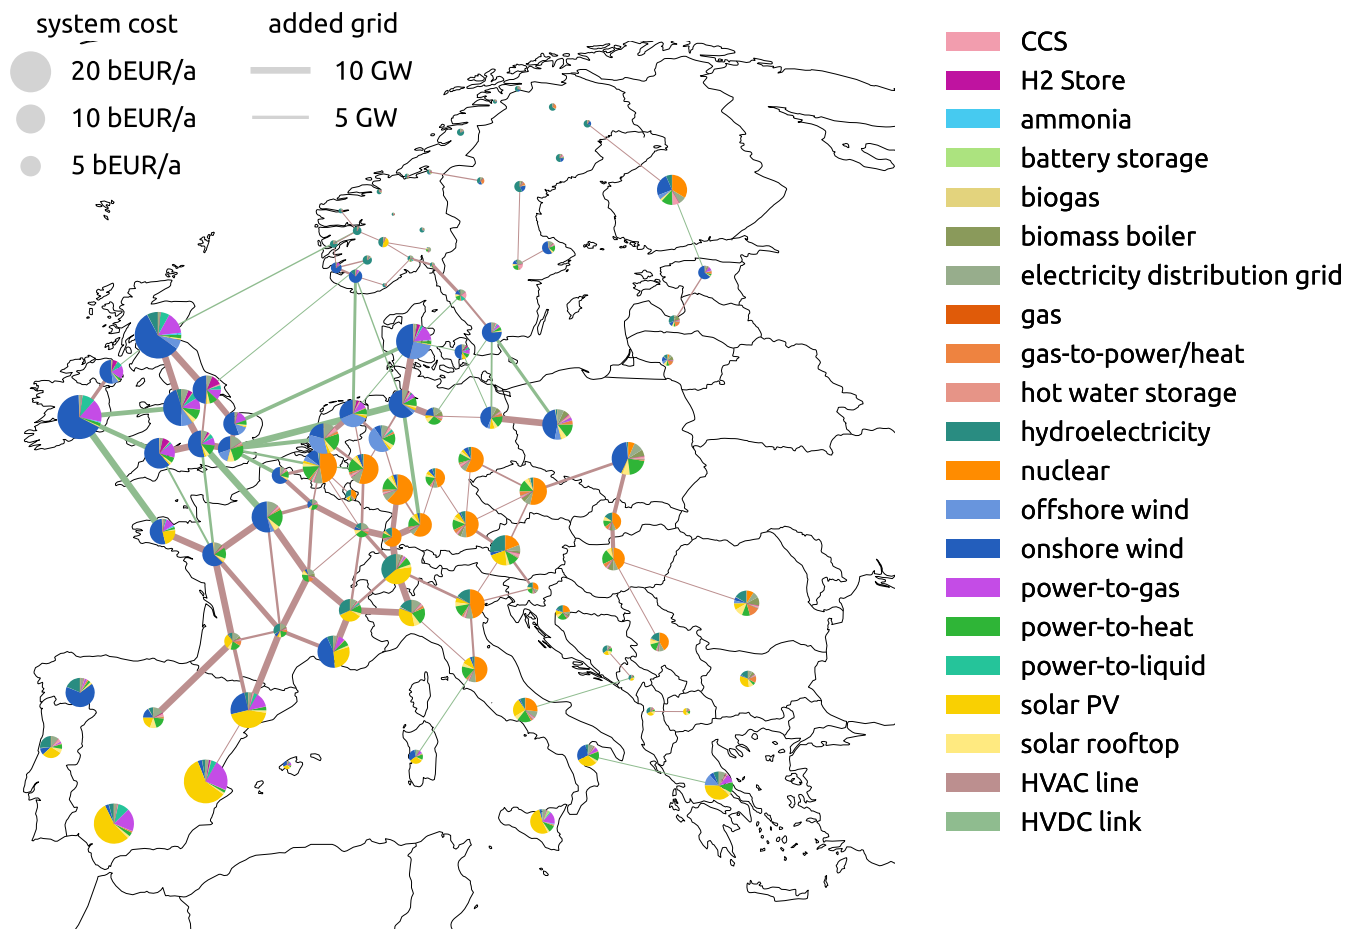 system cost
20 bEUR/a
10 bEUR/a
5 bEUR/a
added grid
10 GW
5 GW
CCS
H2 Store
ammonia
battery storage
biogas
biomass boiler
electricity distribution grid
gas
gas-to-power/heat
hot water storage
hydroelectricity
nuclear
offshore wind
onshore wind
power-to-gas
power-to-heat
power-to-liquid
solar PV
solar rooftop
HVAC line
HVDC link